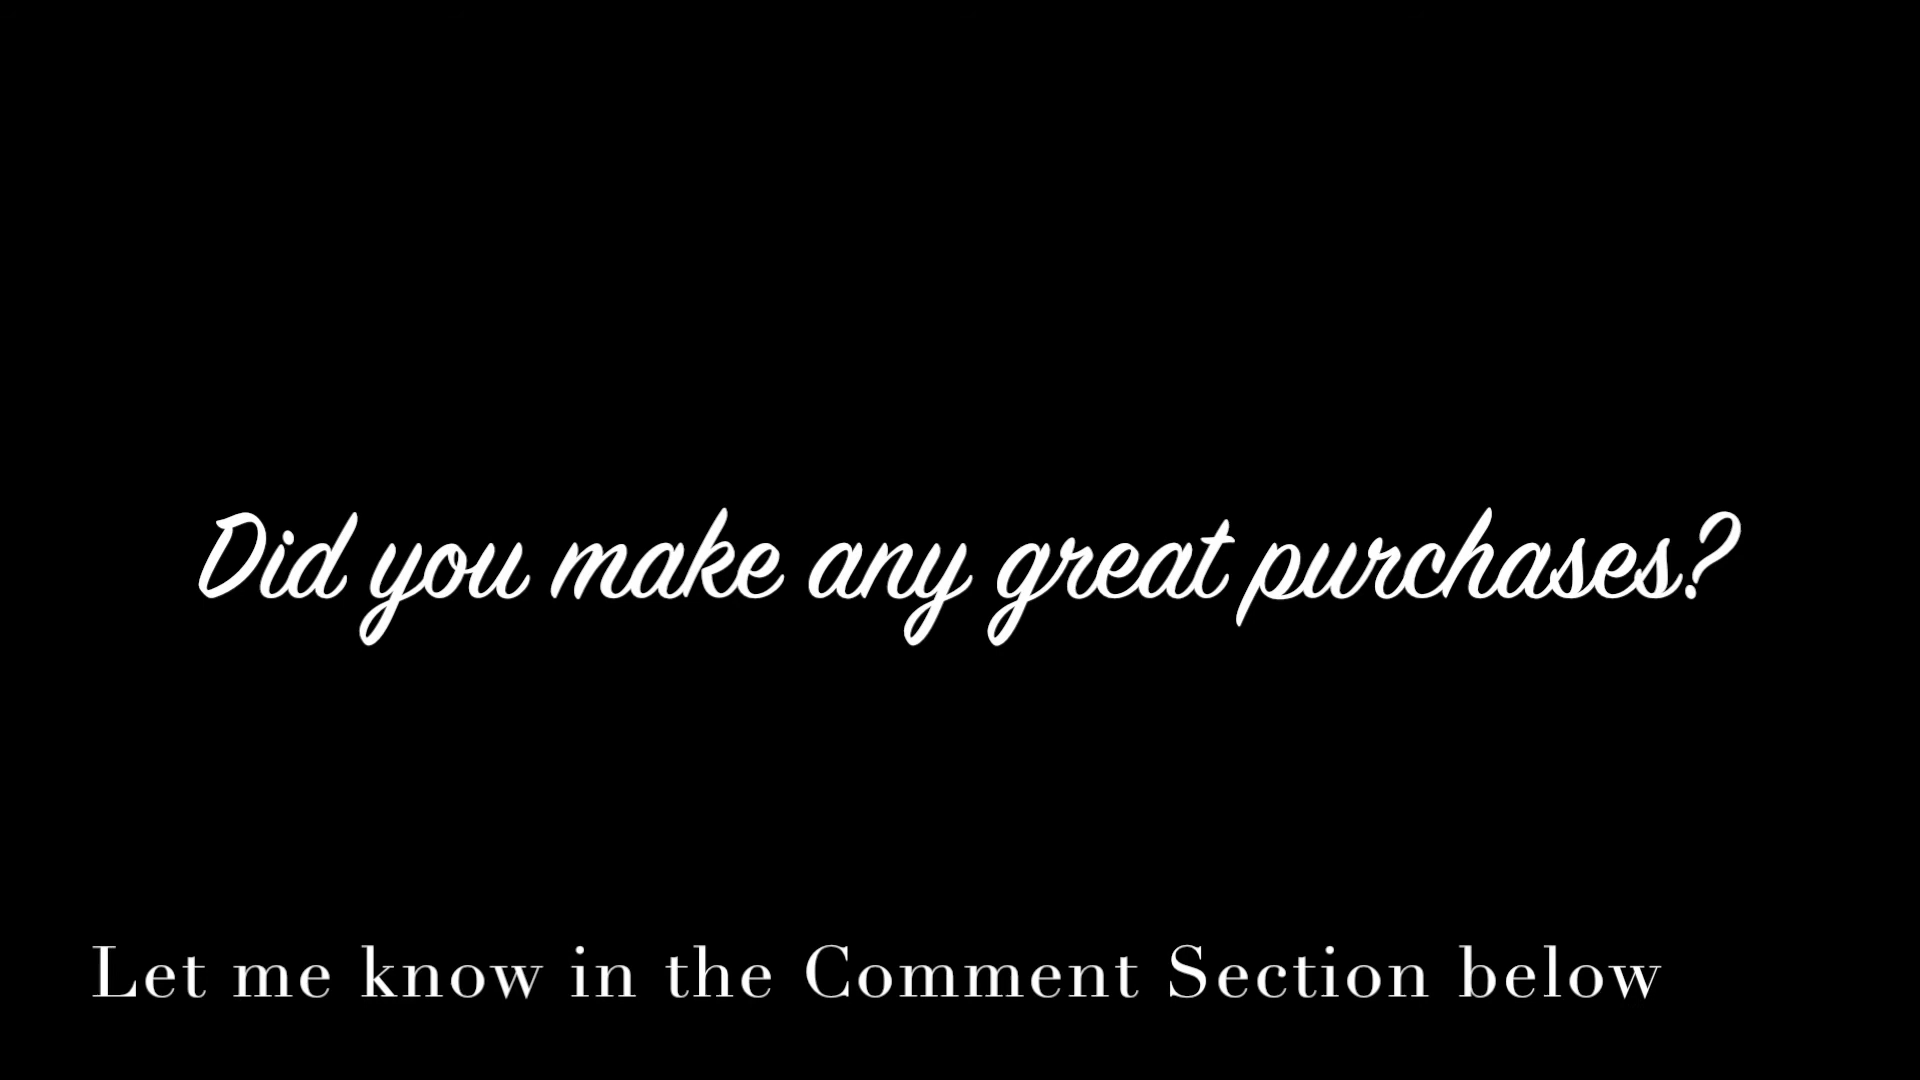 Did you make any great purchases?
Let me know in the Comment Section below